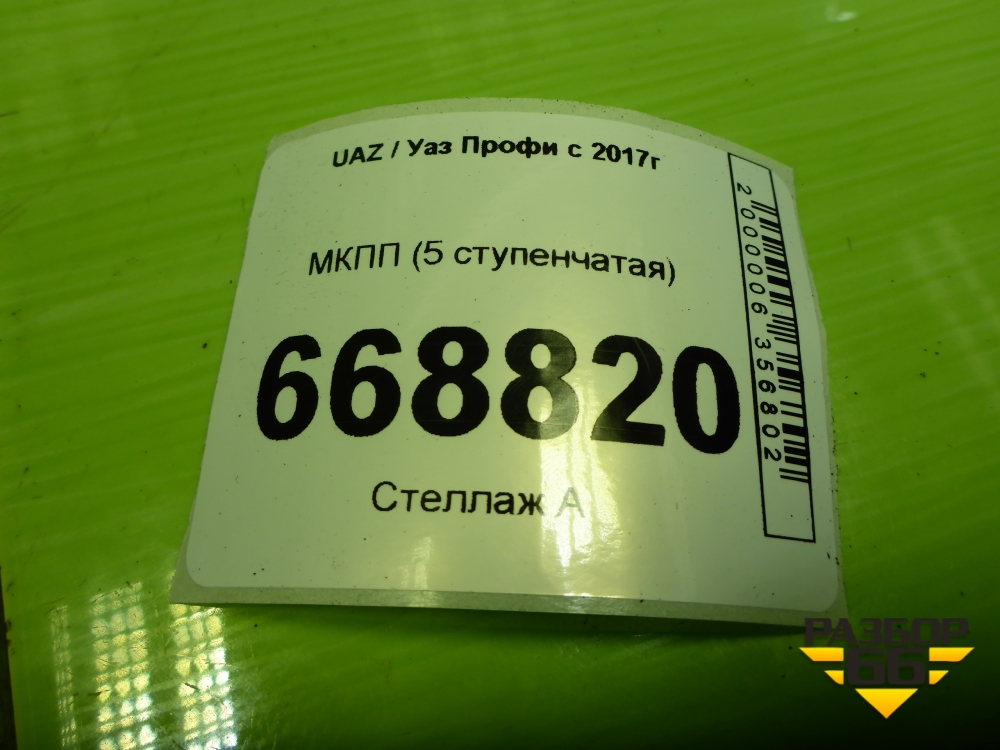 UAZ / Уаз Профи с 2017г
МКПП (5 ступенчатая)
668820
Стеллаж А
2000006356802
РАЗБОР
66